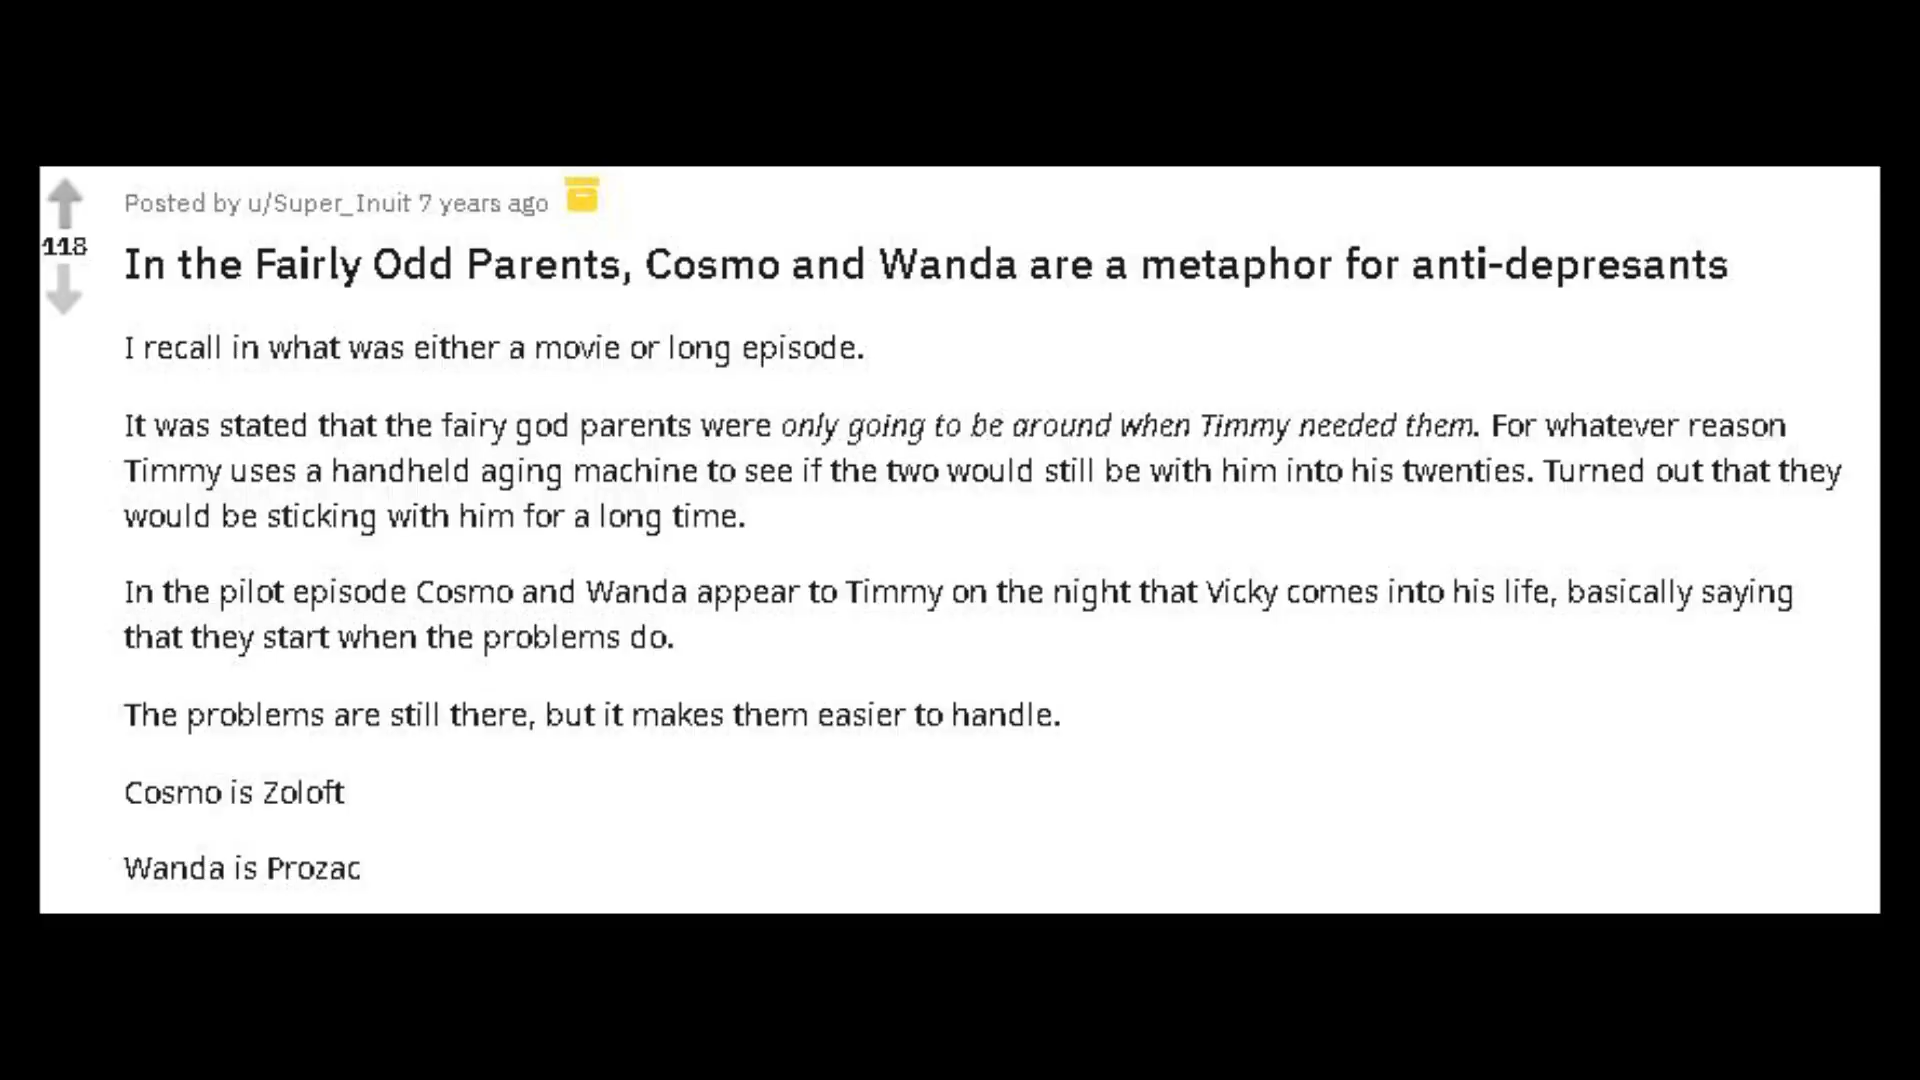 Posted by u/Super_Inuit 7 years ago
118
In the Fairly Odd Parents, Cosmo and Wanda are a metaphor for anti-depresants
I recall in what was either a movie or long episode.
It was stated that the fairy god parents were only going to be around when Timmy needed them. For whatever reason
Timmy uses a handheld aging machine to see if the two would still be with him into his twenties. Turned out that they
would be sticking with him for a long time.
In the pilot episode Cosmo and Wanda appear to Timmy on the night that Vicky comes into his life, basically saying
that they start when the problems do.
The problems are still there, but it makes them easier to handle.
Cosmo is Zoloft
Wanda is Prozac